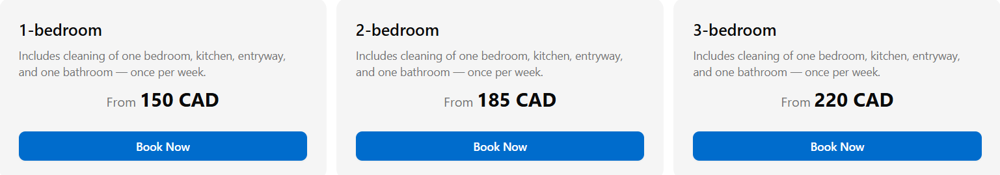 1-bedroom
Includes cleaning of one bedroom, kitchen, entryway,
and one bathroom — once per week.
From 150 CAD
Book Now
2-bedroom
Includes cleaning of one bedroom, kitchen, entryway,
and one bathroom — once per week.
From 185 CAD
Book Now
3-bedroom
Includes cleaning of one bedroom, kitchen, entryway,
and one bathroom — once per week.
From 220 CAD
Book Now